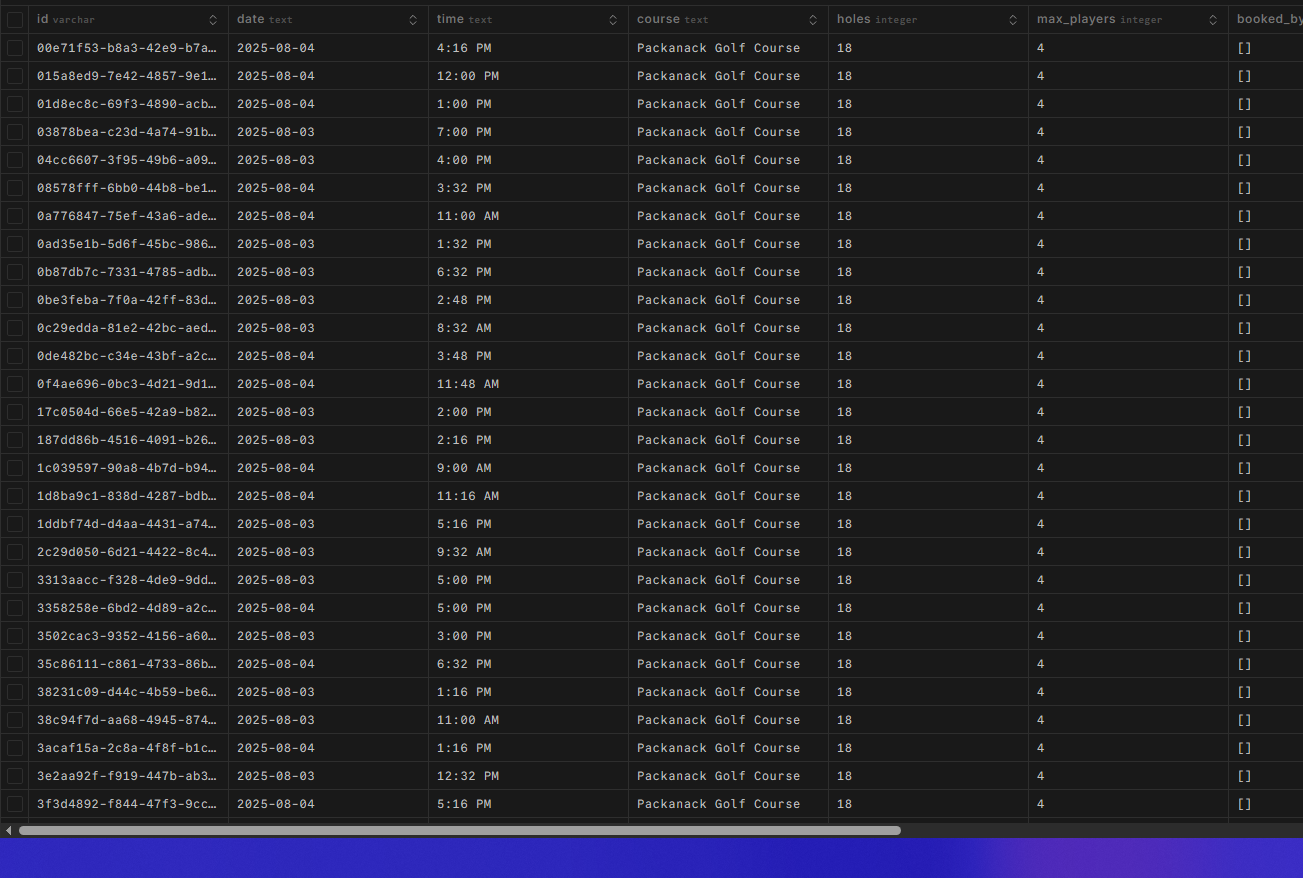 id varchar date text time text course text holes integer max_players integer booked_by
00e71f53-b8a3-42e9-b7a… 2025-08-04 4:16 PM Packanack Golf Course 18 4 []
015a8ed9-7e42-4857-9e1… 2025-08-04 12:00 PM Packanack Golf Course 18 4 []
01d8ec8c-69f3-4890-acb… 2025-08-04 1:00 PM Packanack Golf Course 18 4 []
03878bea-c23d-4a74-91b… 2025-08-03 7:00 PM Packanack Golf Course 18 4 []
04cc6607-3f95-49b6-a09… 2025-08-03 4:00 PM Packanack Golf Course 18 4 []
08578fff-6bb0-44b8-be1… 2025-08-04 3:32 PM Packanack Golf Course 18 4 []
0a776847-75ef-43a6-ade… 2025-08-04 11:00 AM Packanack Golf Course 18 4 []
0ad35e1b-5d6f-45bc-986… 2025-08-03 1:32 PM Packanack Golf Course 18 4 []
0b87db7c-7331-4785-adb… 2025-08-03 6:32 PM Packanack Golf Course 18 4 []
0be3feba-7f0a-42ff-83d… 2025-08-03 2:48 PM Packanack Golf Course 18 4 []
0c29edda-81e2-42bc-aed… 2025-08-03 8:32 AM Packanack Golf Course 18 4 []
0de482bc-c34e-43bf-a2c… 2025-08-04 3:48 PM Packanack Golf Course 18 4 []
0f4ae696-0bc3-4d21-9d1… 2025-08-04 11:48 AM Packanack Golf Course 18 4 []
17c0504d-66e5-42a9-b82… 2025-08-03 2:00 PM Packanack Golf Course 18 4 []
187dd86b-4516-4091-b26… 2025-08-03 2:16 PM Packanack Golf Course 18 4 []
1c039597-90a8-4b7d-b94… 2025-08-04 9:00 AM Packanack Golf Course 18 4 []
1d8ba9c1-838d-4287-bdb… 2025-08-04 11:16 AM Packanack Golf Course 18 4 []
1ddbf74d-d4aa-4431-a74… 2025-08-03 5:16 PM Packanack Golf Course 18 4 []
2c29d050-6d21-4422-8c4… 2025-08-03 9:32 AM Packanack Golf Course 18 4 []
3313aacc-f328-4de9-9dd… 2025-08-03 5:00 PM Packanack Golf Course 18 4 []
3358258e-6bd2-4d89-a2c… 2025-08-04 5:00 PM Packanack Golf Course 18 4 []
3502cac3-9352-4156-a60… 2025-08-03 3:00 PM Packanack Golf Course 18 4 []
35c86111-c861-4733-86b… 2025-08-04 6:32 PM Packanack Golf Course 18 4 []
38231c09-d44c-4b59-be6… 2025-08-03 1:16 PM Packanack Golf Course 18 4 []
38c94f7d-aa68-4945-874… 2025-08-03 11:00 AM Packanack Golf Course 18 4 []
3acaf15a-2c8a-4f8f-b1c… 2025-08-04 1:16 PM Packanack Golf Course 18 4 []
3e2aa92f-f919-447b-ab3… 2025-08-03 12:32 PM Packanack Golf Course 18 4 []
3f3d4892-f844-47f3-9cc… 2025-08-04 5:16 PM Packanack Golf Course 18 4 []